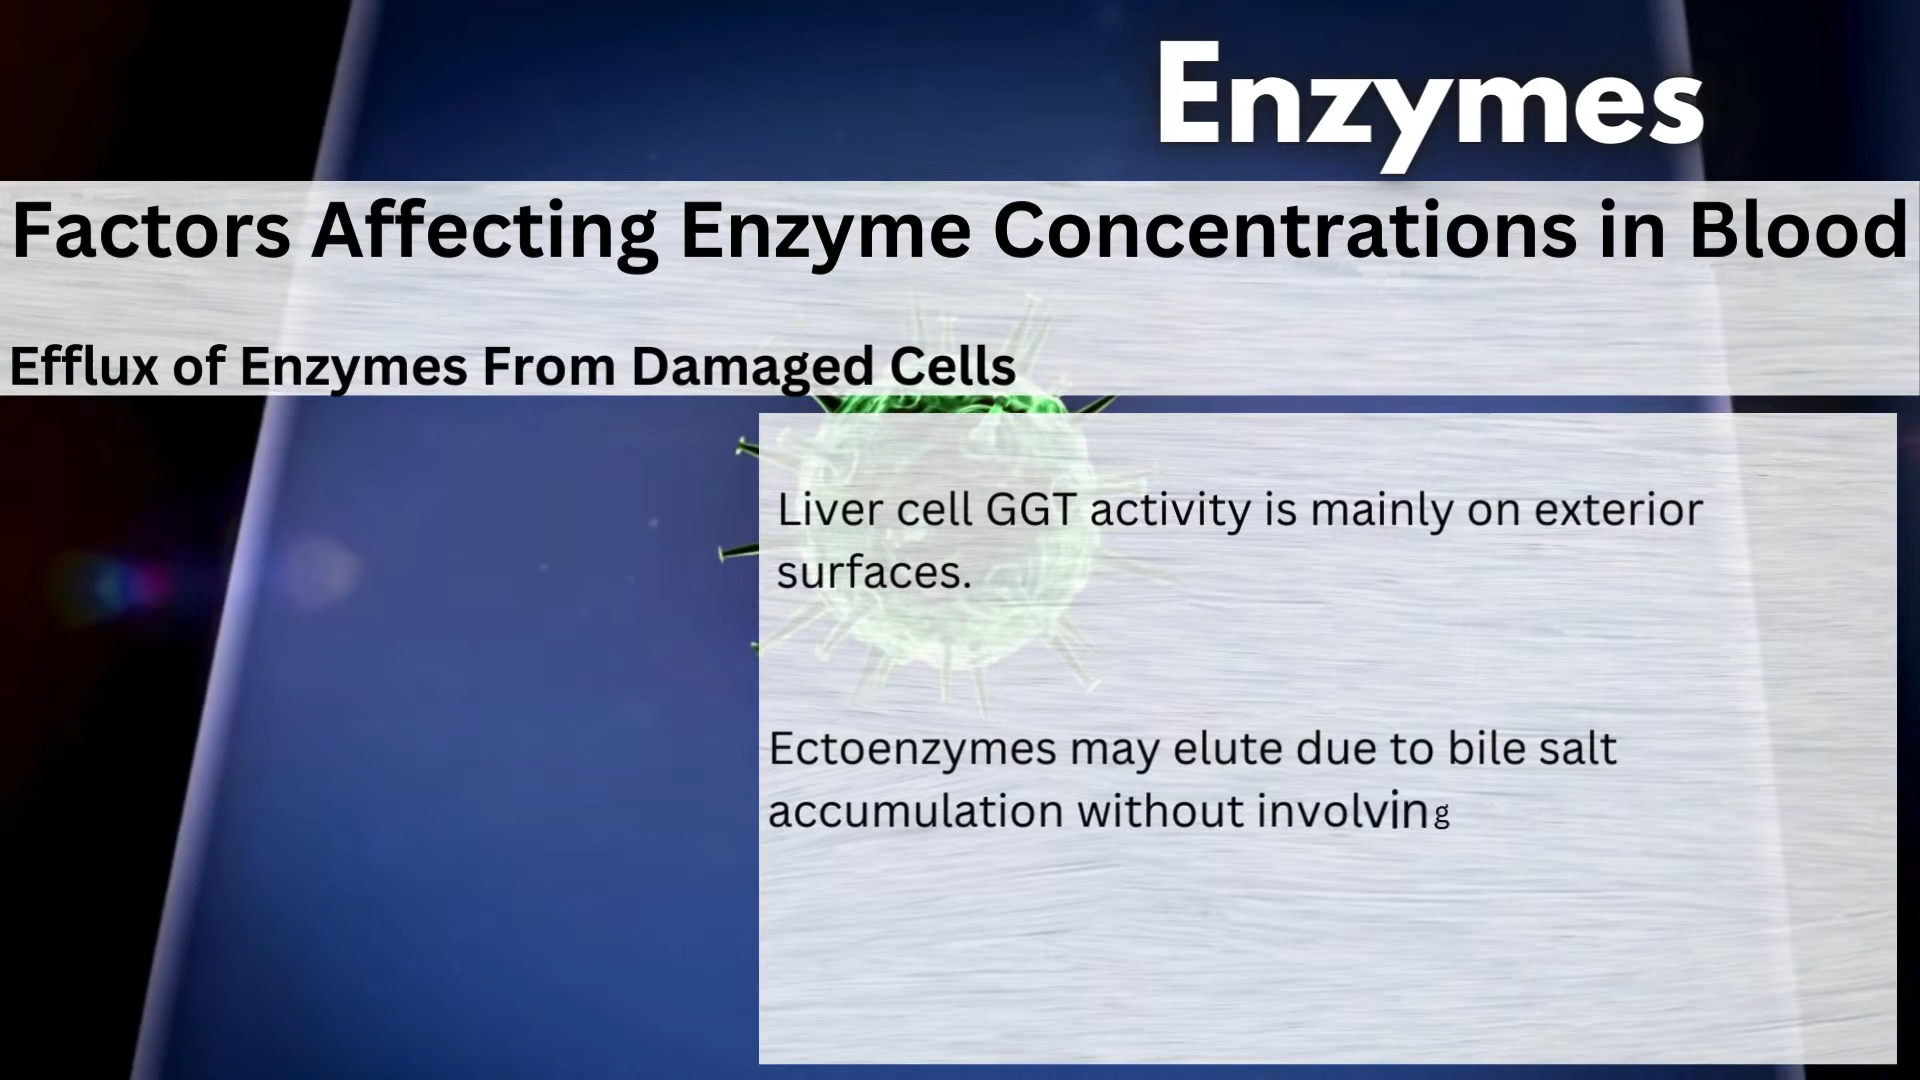 Enzymes
Factors Affecting Enzyme Concentrations in Blood
Efflux of Enzymes From Damaged Cells
Liver cell GGT activity is mainly on exterior
surfaces.
Ectoenzymes may elute due to bile salt
accumulation without involving